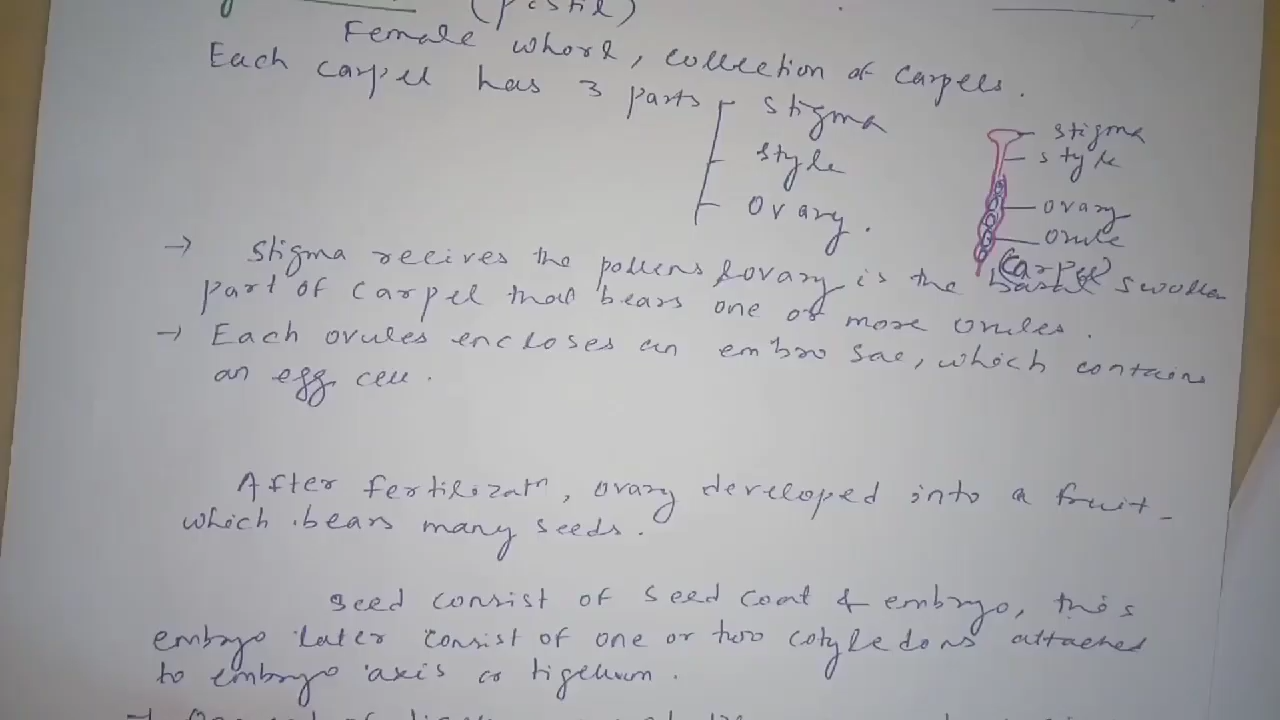 (pistil)
Female whorl, collection of carpels.
Each carpel has 3 parts
stigma
style
ovary.
stigma
style
ovary
ovule
Carpel
→ stigma recives the pollens & ovary is the basal swollen
part of carpel that bears one or more ovules.
→ Each ovules encloses an embro sac, which contains
an egg cell.
After fertilizatn, ovary developed into a fruit
which bears many seeds.
seed consist of seed coat & embryo, this
embryo later consist of one or two cotyledons attached
to embryo axis or tigellum.